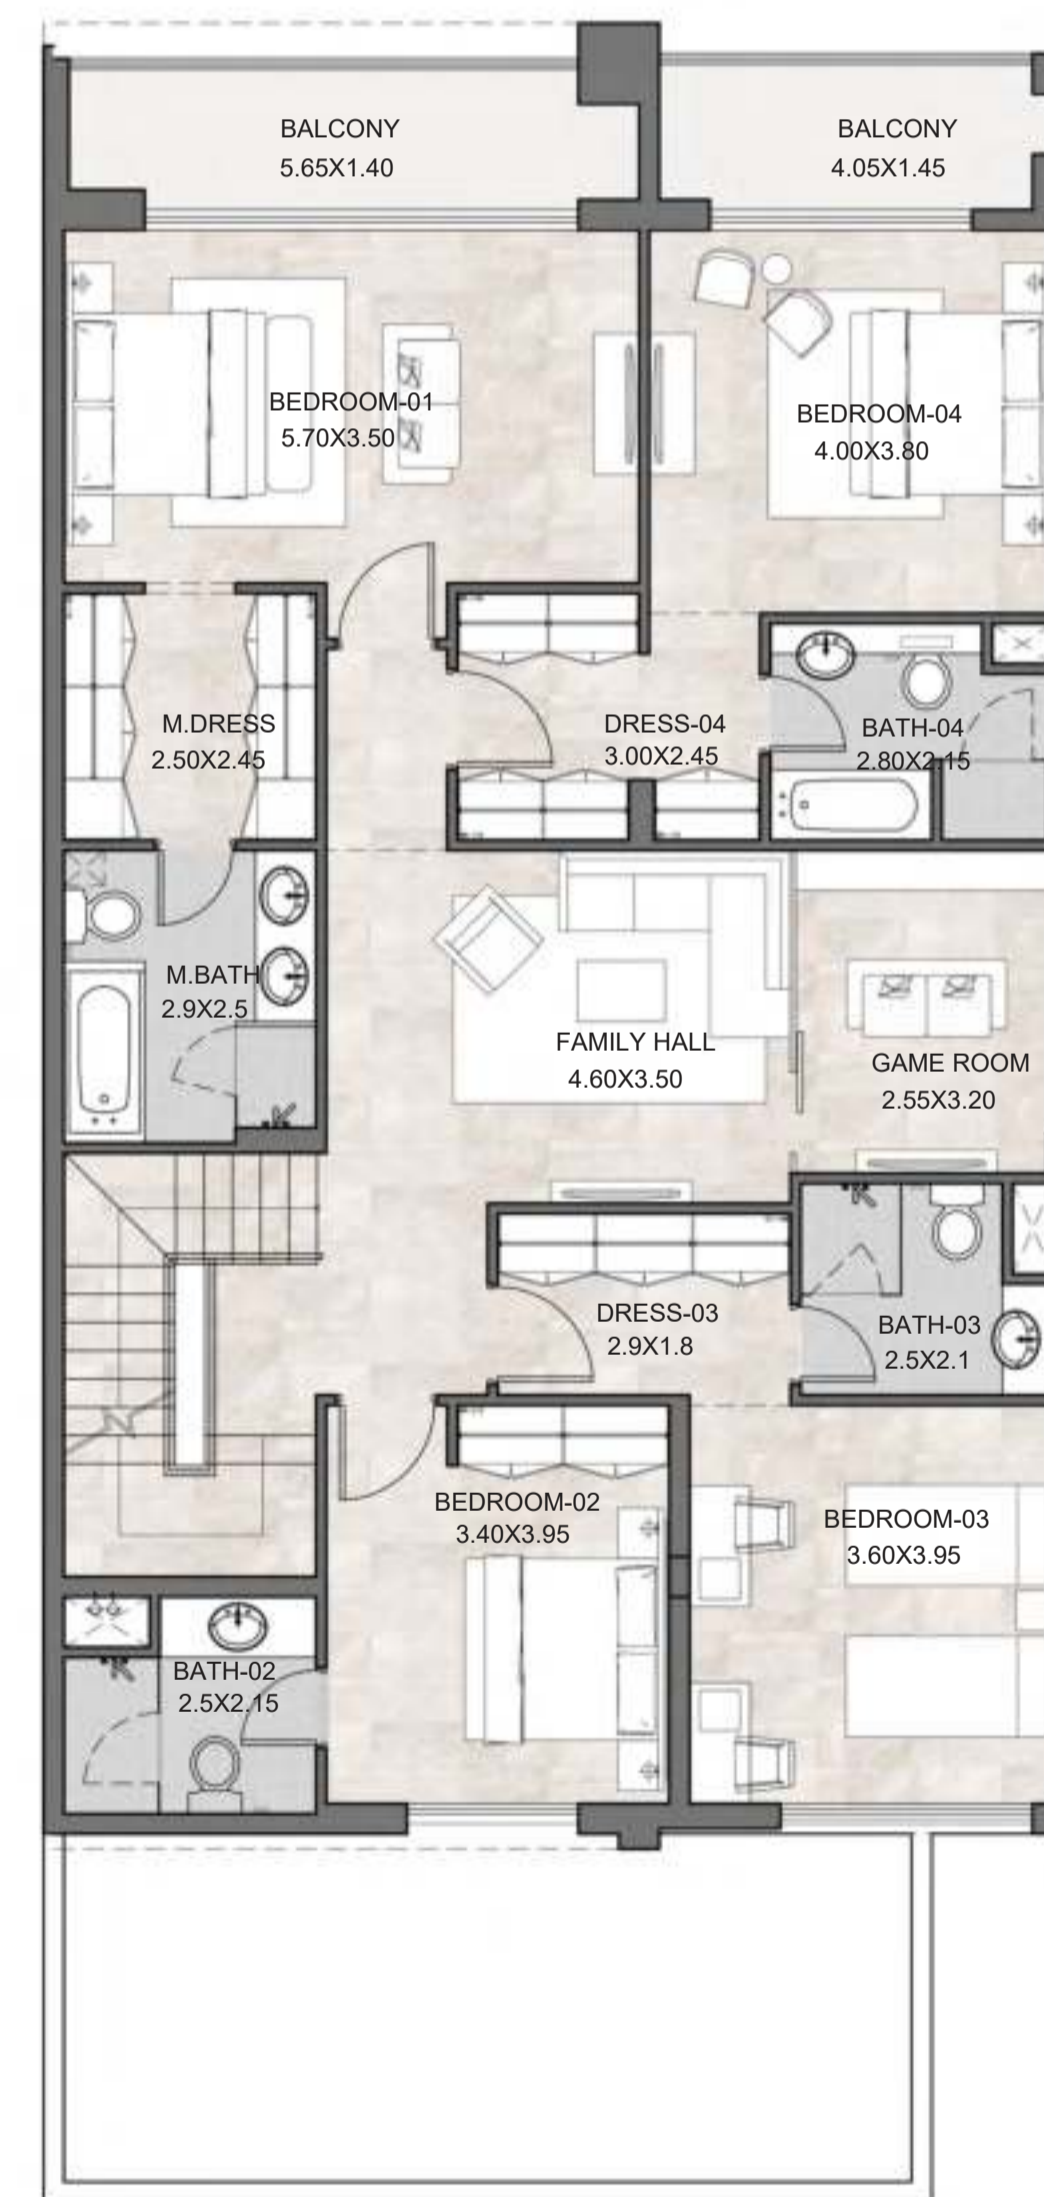 BALCONY
5.65X1.40
BALCONY
4.05X1.45
BEDROOM-01
5.70X3.50
BEDROOM-04
4.00X3.80
M.DRESS
2.50X2.45
DRESS-04
3.00X2.45
BATH-04
2.80X2.15
M.BATH
2.9X2.5
FAMILY HALL
4.60X3.50
GAME ROOM
2.55X3.20
DRESS-03
2.9X1.8
BATH-03
2.5X2.1
BEDROOM-02
3.40X3.95
BEDROOM-03
3.60X3.95
BATH-02
2.5X2.15